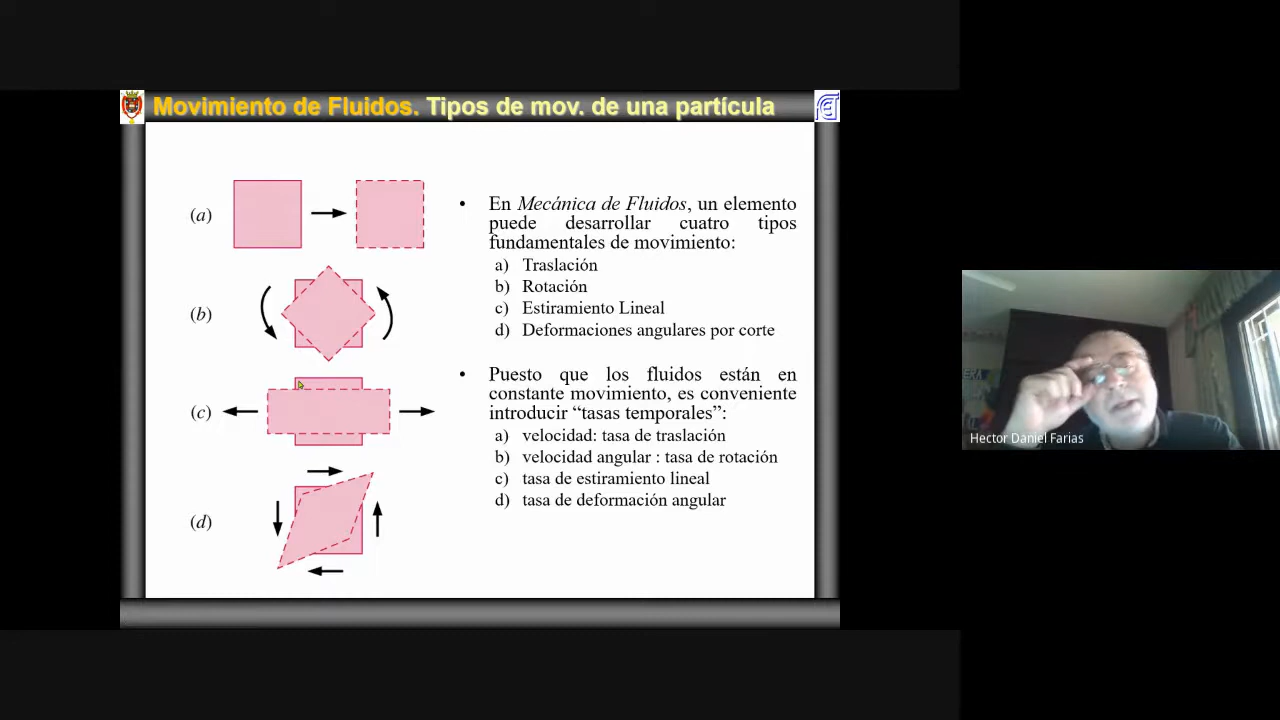 Movimiento de Fluidos. Tipos de mov. de una partícula
(a)
(b)
(c)
(d)
• En Mecánica de Fluidos, un elemento
puede desarrollar cuatro tipos
fundamentales de movimiento:
a) Traslación
b) Rotación
c) Estiramiento Lineal
d) Deformaciones angulares por corte
• Puesto que los fluidos están en
constante movimiento, es conveniente
introducir “tasas temporales”:
a) velocidad: tasa de traslación
b) velocidad angular : tasa de rotación
c) tasa de estiramiento lineal
d) tasa de deformación angular
Hector Daniel Farias